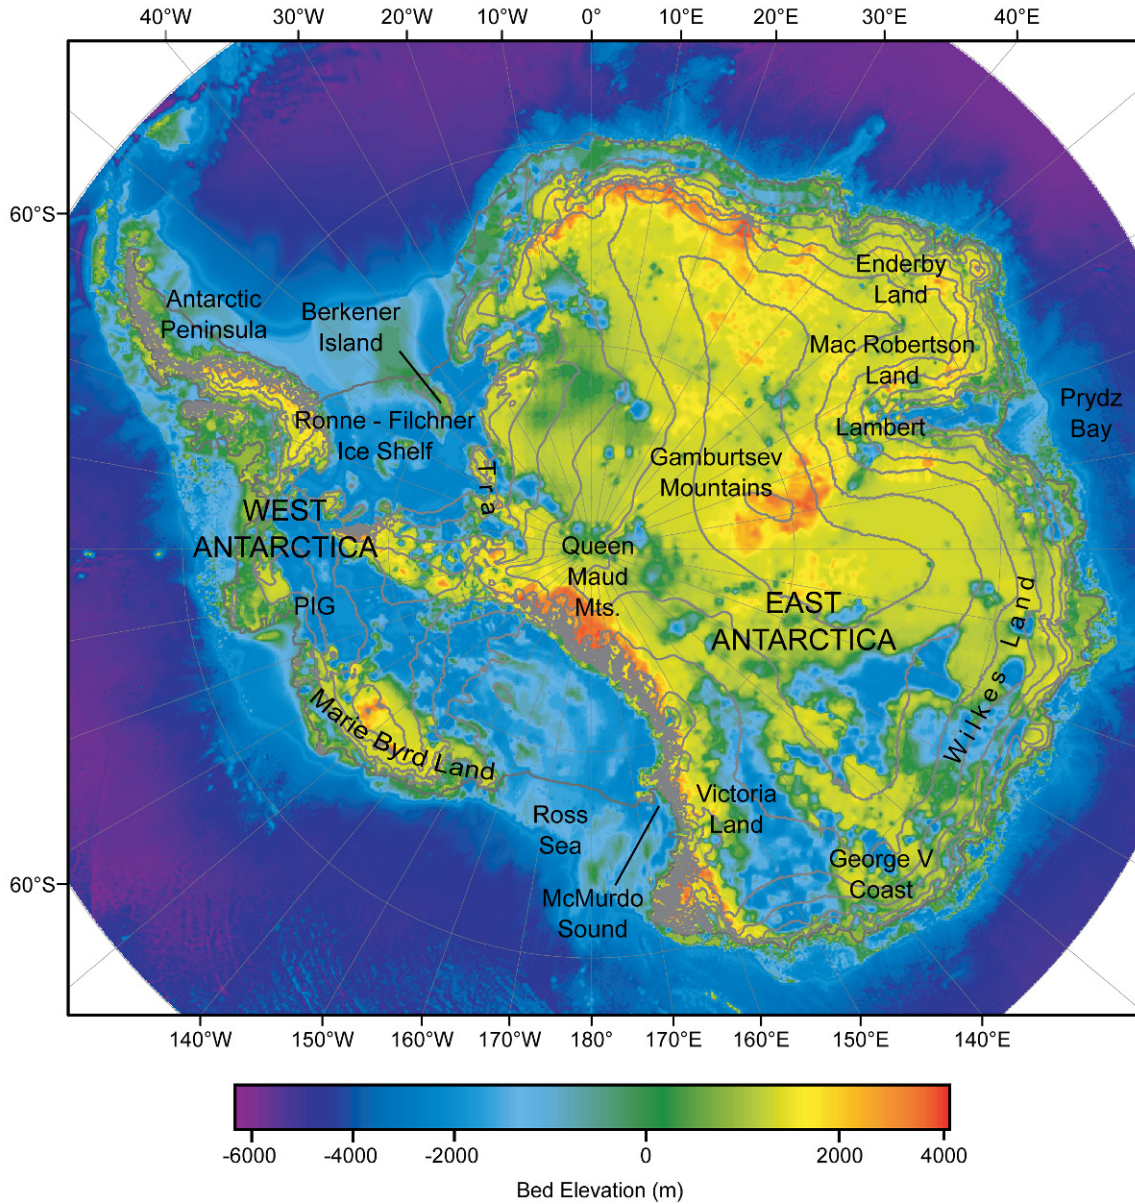 40°W 30°W 20°W 10°W 0° 10°E 20°E 30°E 40°E
60°S
Enderby
Land
Antarctic
Peninsula
Berkener
Island
Mac Robertson
Land
Prydz
Bay
Ronne - Filchner
Ice Shelf
Lambert
Gamburtsev
Mountains
Tra
WEST
ANTARCTICA
Queen
Maud
Mts.
PIG
EAST
ANTARCTICA
Wilkes Land
Marie Byrd Land
Victoria
Land
Ross
Sea
George V
Coast
60°S
McMurdo
Sound
140°W 150°W 160°W 170°W 180° 170°E 160°E 150°E 140°E
-6000 -4000 -2000 0 2000 4000
Bed Elevation (m)